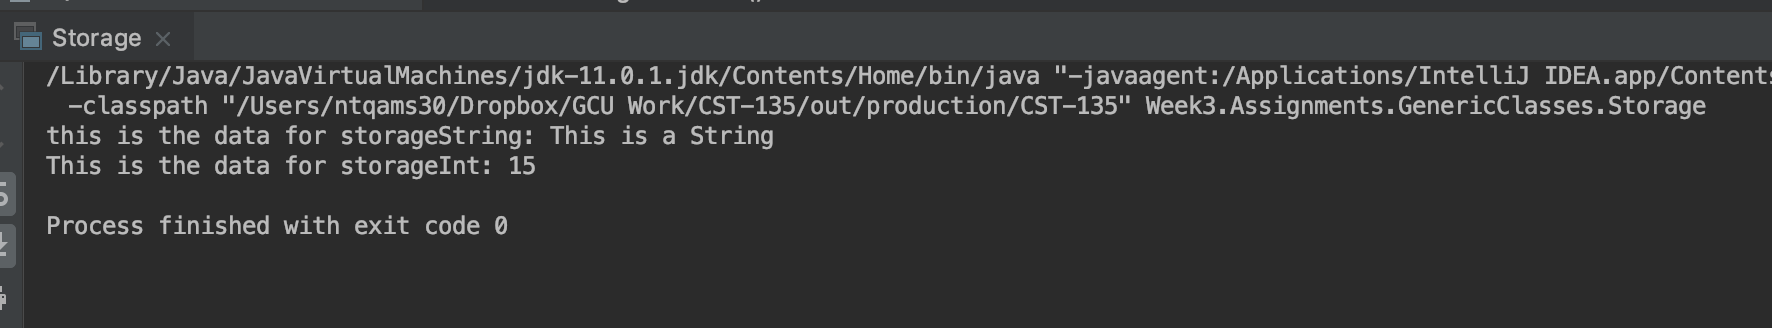 Storage
/Library/Java/JavaVirtualMachines/jdk-11.0.1.jdk/Contents/Home/bin/java "-javaagent:/Applications/IntelliJ IDEA.app/Contents
-classpath "/Users/ntqams30/Dropbox/GCU Work/CST-135/out/production/CST-135" Week3.Assignments.GenericClasses.Storage
this is the data for storageString: This is a String
This is the data for storageInt: 15
Process finished with exit code 0